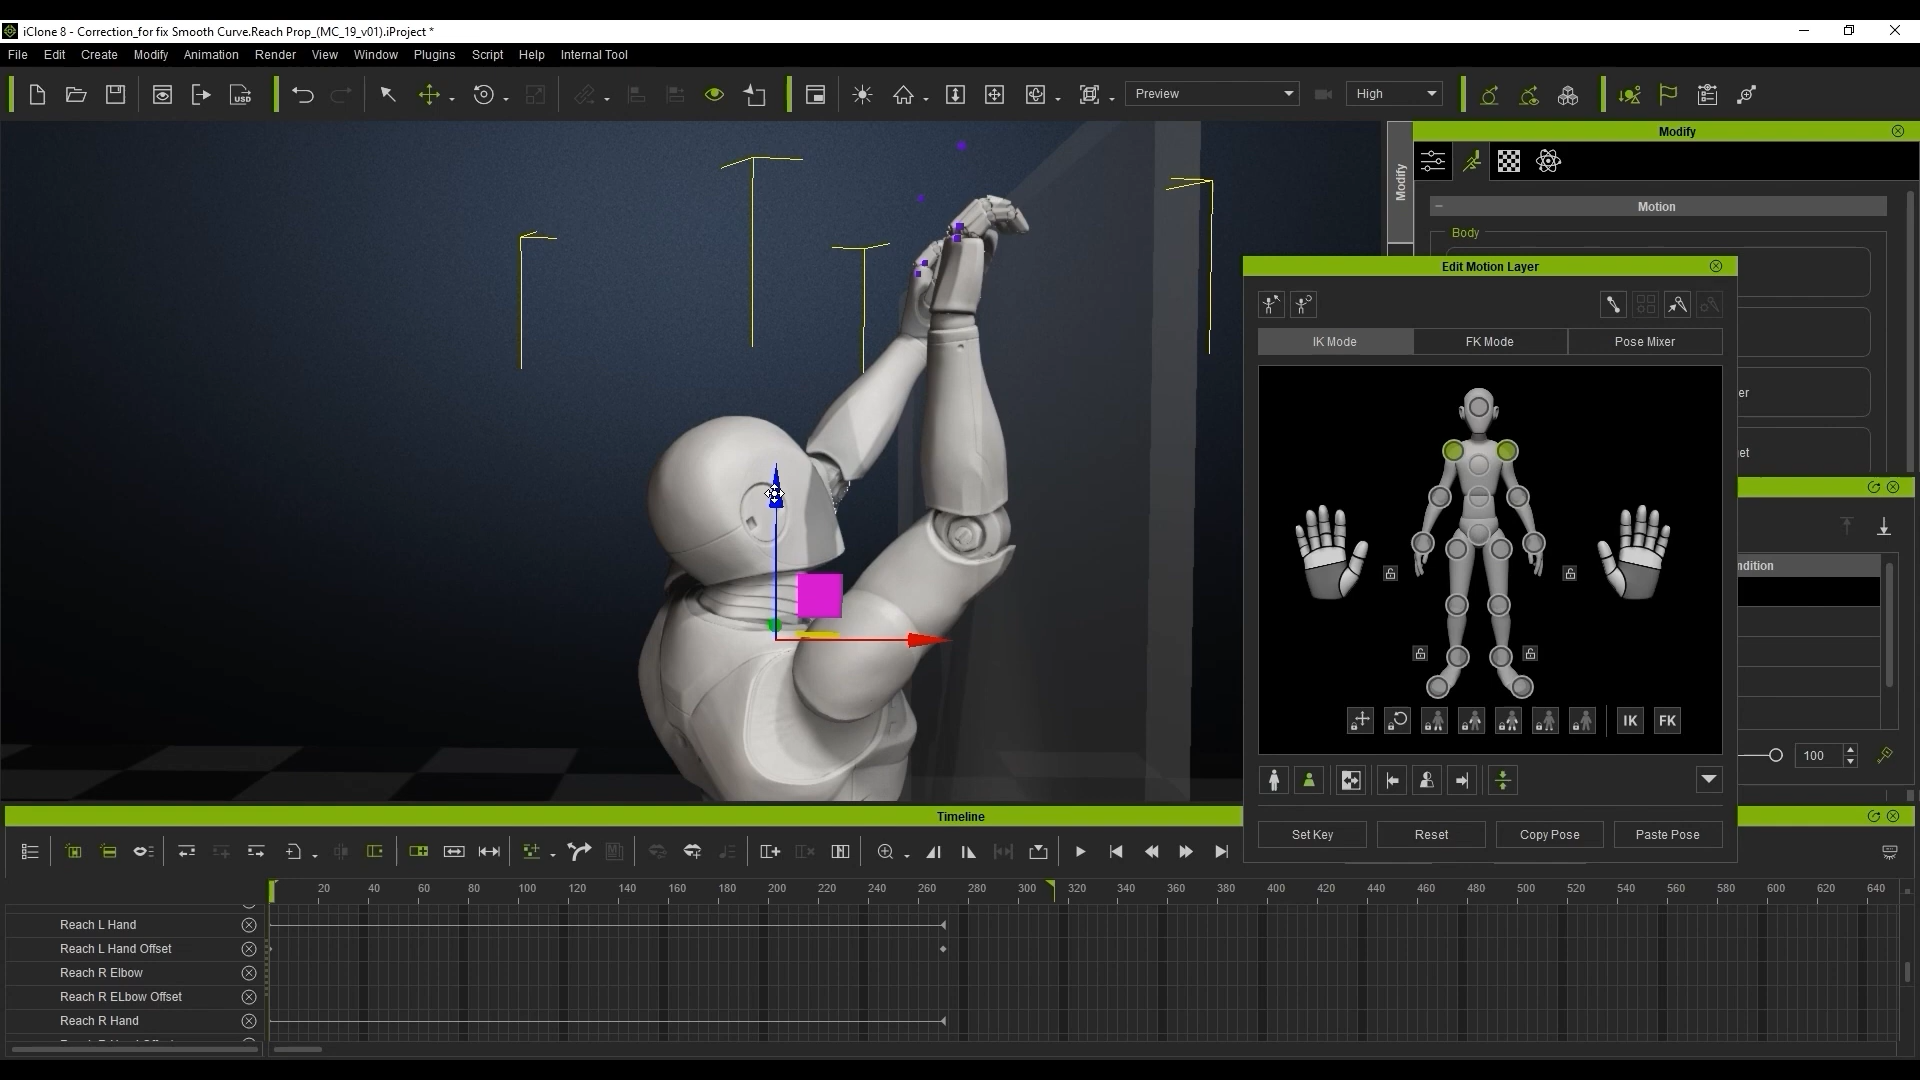 iClone 8 - Correction_for fix Smooth Curve.Reach Prop_(MC_19_v01).iProject *
File Edit Create Modify Animation Render View Window Plugins Script Help Internal Tool
USD
Preview
High
Modify
Modify
Motion
Body
er
et
Edit Motion Layer
IK Mode
FK Mode
Pose Mixer
IK
FK
Set Key
Reset
Copy Pose
Paste Pose
ndition
100
Timeline
20 40 60 80 100 120 140 160 180 200 220 240 260 280 300 320 340 360 380 400 420 440 460 480 500 520 540 560 580 600 620 640
Reach L Hand
Reach L Hand Offset
Reach R Elbow
Reach R ELbow Offset
Reach R Hand